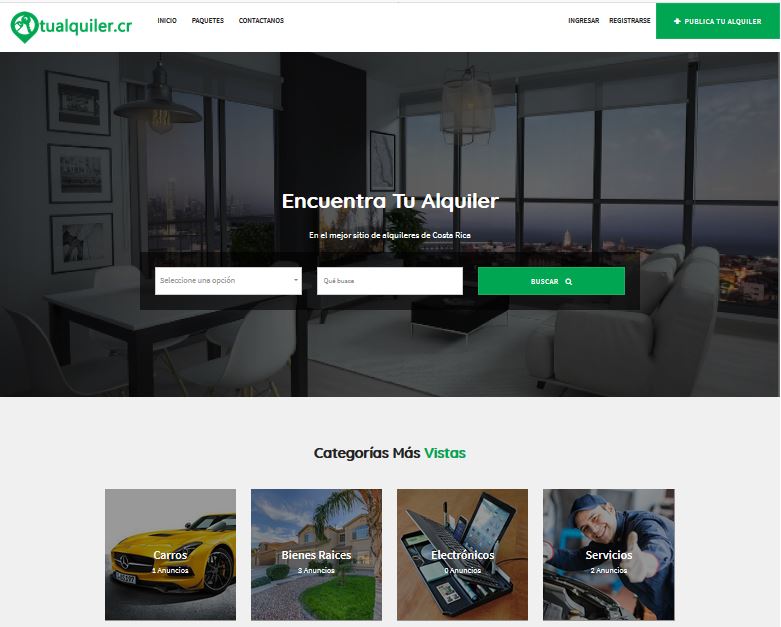 tualquiler.cr
INICIO PAQUETES CONTACTANOS INGRESAR REGISTRARSE PUBLICA TU ALQUILER
Encuentra Tu Alquiler
En el mejor sitio de alquileres de Costa Rica
Seleccione una opción Qué busca BUSCAR
Categorías Más Vistas
Carros Bienes Raices Electrónicos Servicios
1 Anuncios 3 Anuncios 0 Anuncios 2 Anuncios